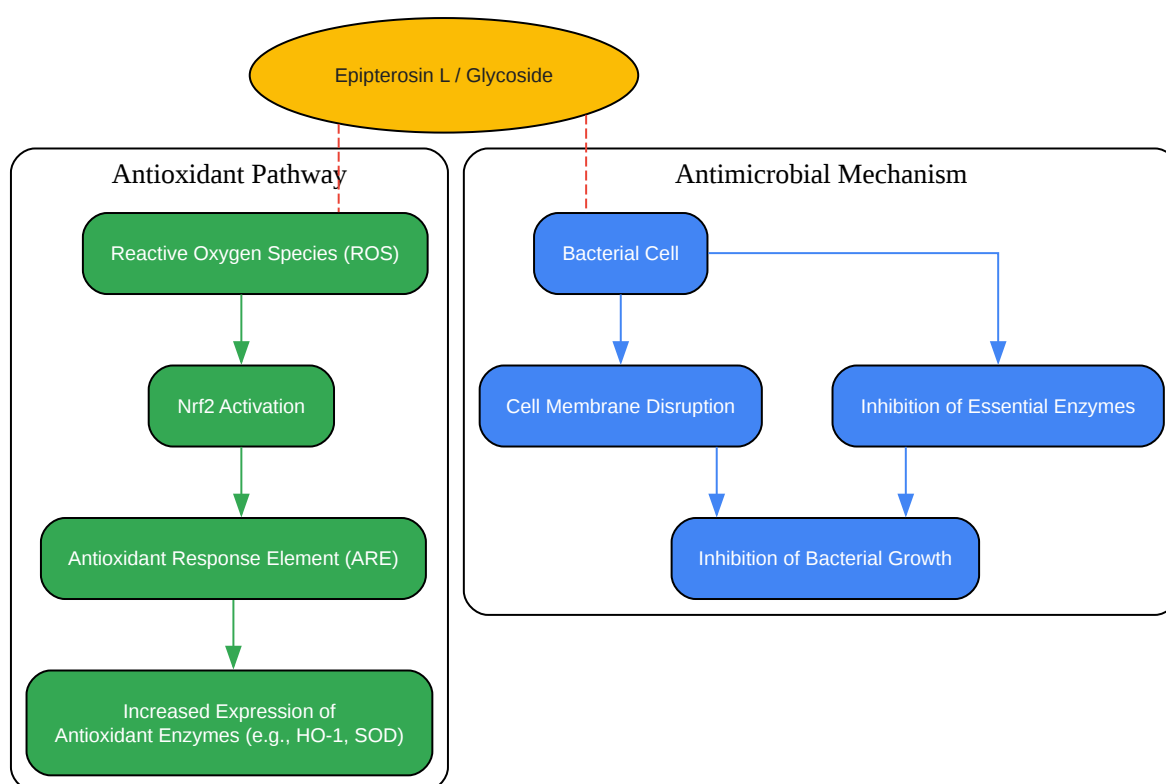 Epipterosin L / Glycoside
Antioxidant Pathway
Reactive Oxygen Species (ROS)
Nrf2 Activation
Antioxidant Response Element (ARE)
Increased Expression of
Antioxidant Enzymes (e.g., HO-1, SOD)
Antimicrobial Mechanism
Bacterial Cell
Cell Membrane Disruption
Inhibition of Essential Enzymes
Inhibition of Bacterial Growth